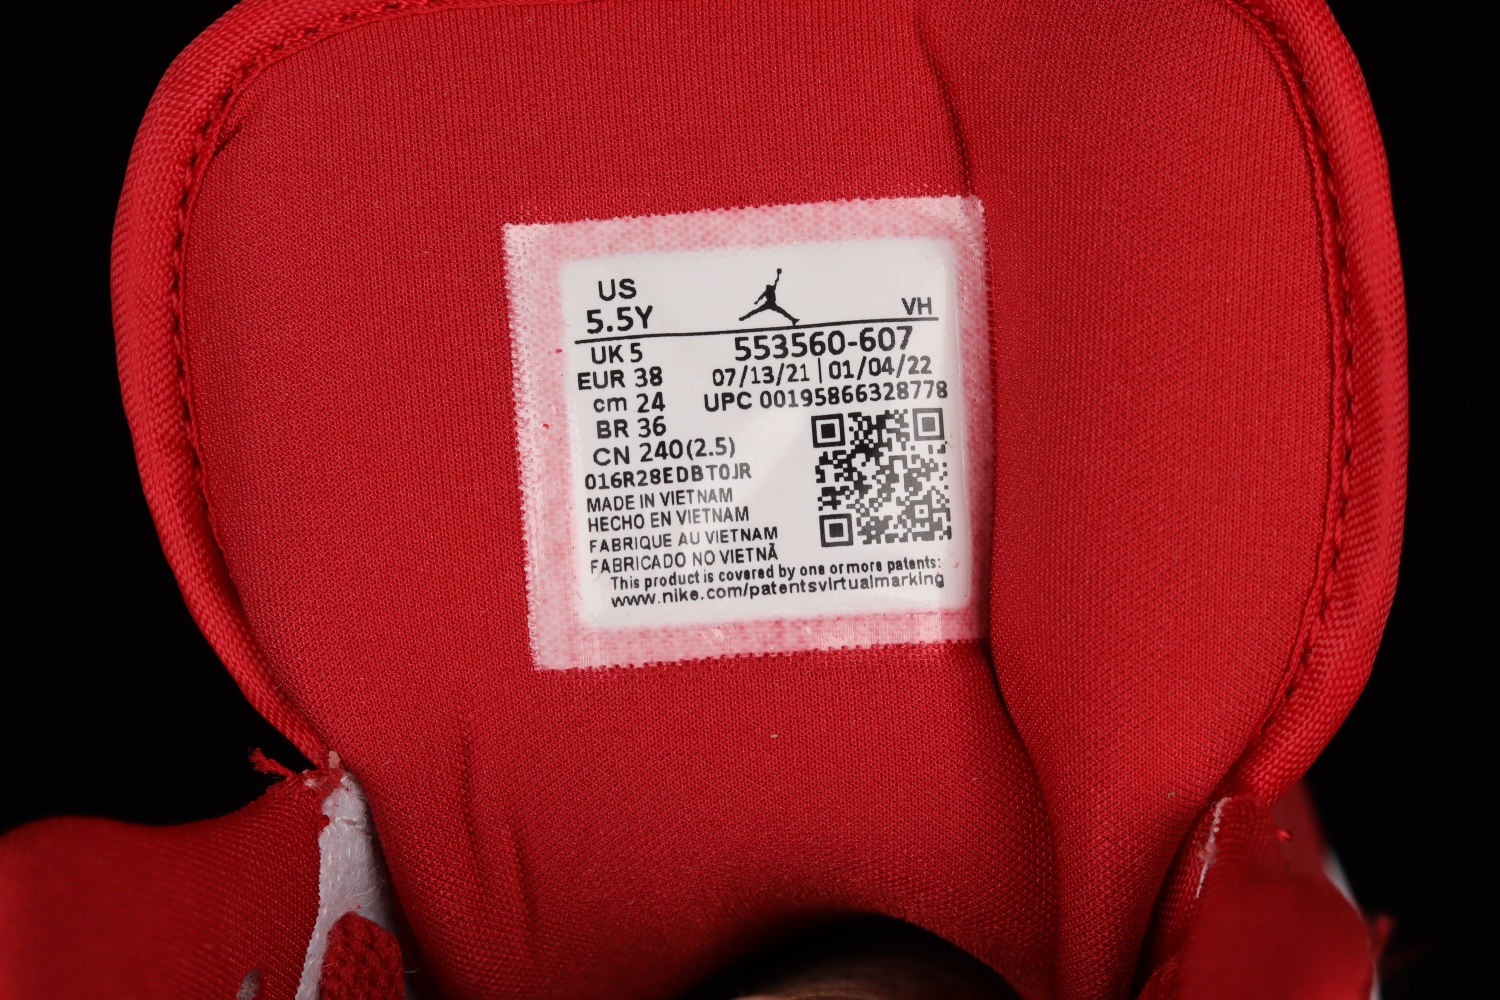 US
5.5Y
VH
UK 5
553560-607
EUR 38
07/13/21 | 01/04/22
cm 24
UPC 00195866328778
BR 36
CN 240(2.5)
016R28EDBT0JR
MADE IN VIETNAM
HECHO EN VIETNAM
FABRIQUE AU VIETNAM
FABRICADO NO VIETNÃ
This product is covered by one or more patents:
www.nike.com/patentsvirtualmarking